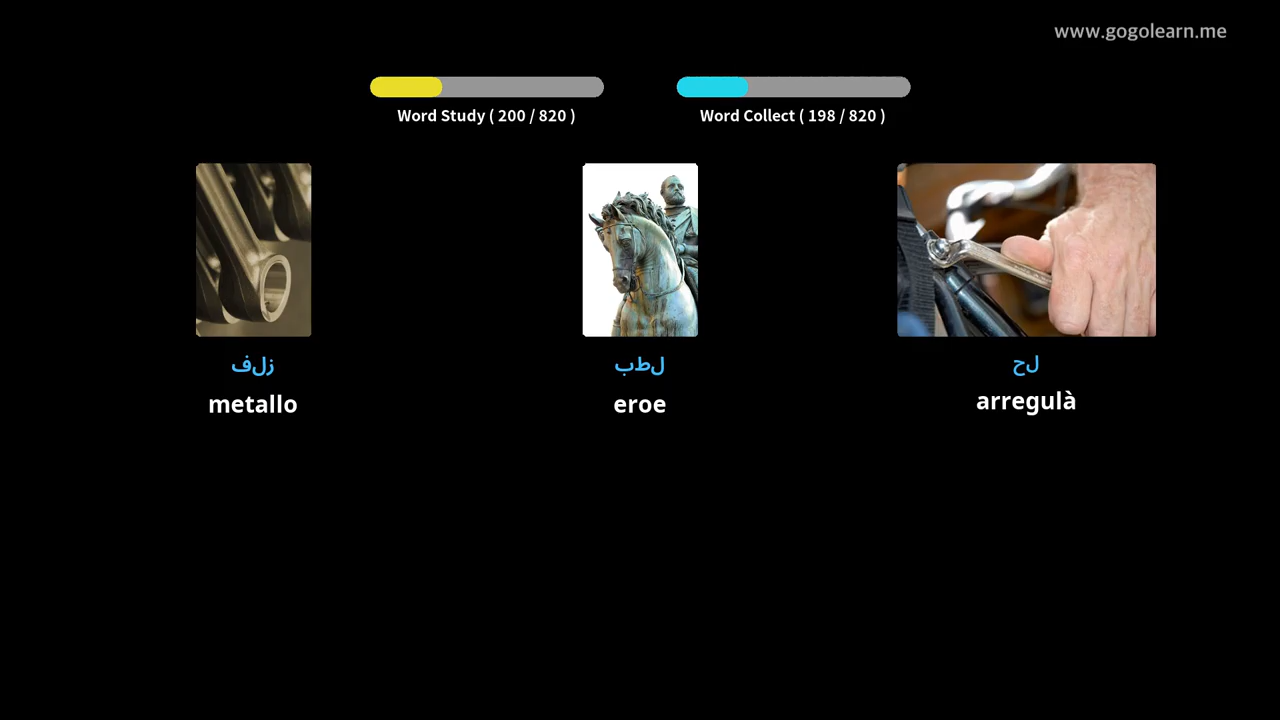 www.gogolearn.me
Word Study ( 200 / 820 )
Word Collect ( 198 / 820 )
زلف
لطب
لح
metallo
eroe
arregulà